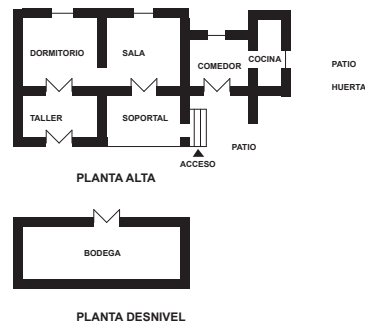 DORMITORIO
SALA
COMEDOR
COCINA
PATIO
HUERTA
TALLER
SOPORTAL
PATIO
ACCESO
PLANTA ALTA
BODEGA
PLANTA DESNIVEL